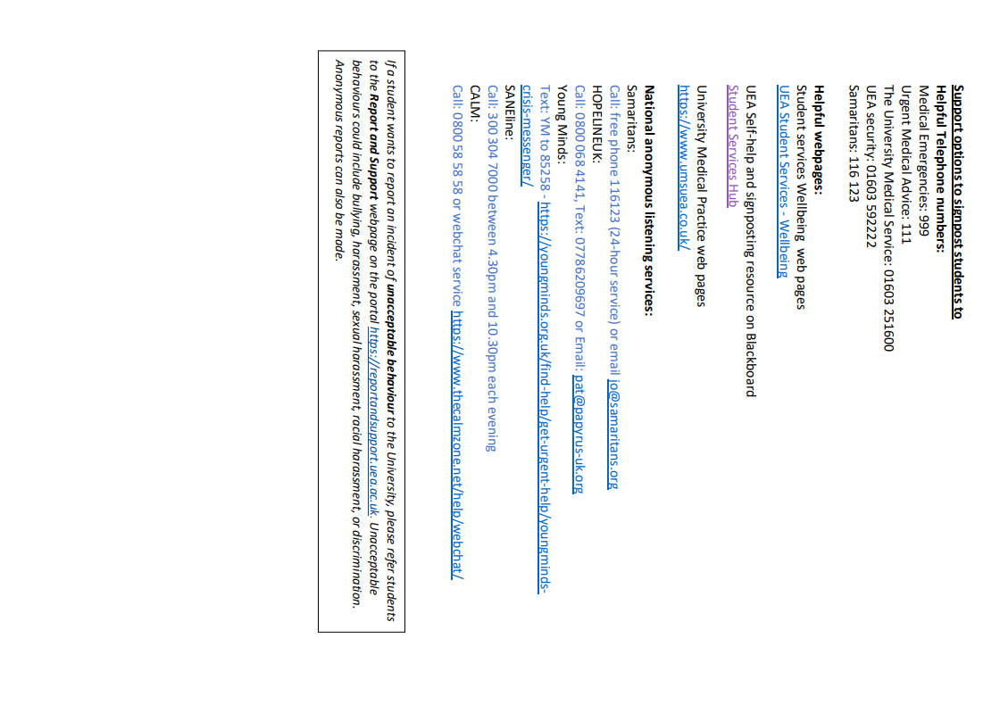 Support options to signpost students to
Helpful Telephone numbers:
Medical Emergencies: 999
Urgent Medical Advice: 111
The University Medical Service: 01603 251600
UEA security: 01603 592222
Samaritans: 116 123
Helpful webpages:
Student services Wellbeing web pages
UEA Student Services - Wellbeing
UEA Self-help and signposting resource on Blackboard
Student Services Hub
University Medical Practice web pages
https://www.umsuea.co.uk/
National anonymous listening services:
Samaritans:
Call: free phone 116123 (24-hour service) or email jo@samaritans.org
HOPELINEUK:
Call: 0800 068 4141, Text: 07786209697 or Email: pat@papyrus-uk.org
Young Minds:
Text: YM to 85258 - https://youngminds.org.uk/find-help/get-urgent-help/youngminds-
crisis-messenger/
SANEline:
Call: 300 304 7000 between 4.30pm and 10.30pm each evening
CALM:
Call: 0800 58 58 58 or webchat service https://www.thecalmzone.net/help/webchat/
If a student wants to report an incident of unacceptable behaviour to the University, please refer students
to the Report and Support webpage on the portal https://reportandsupport.uea.ac.uk. Unacceptable
behaviours could include bullying, harassment, sexual harassment, racial harassment, or discrimination.
Anonymous reports can also be made.